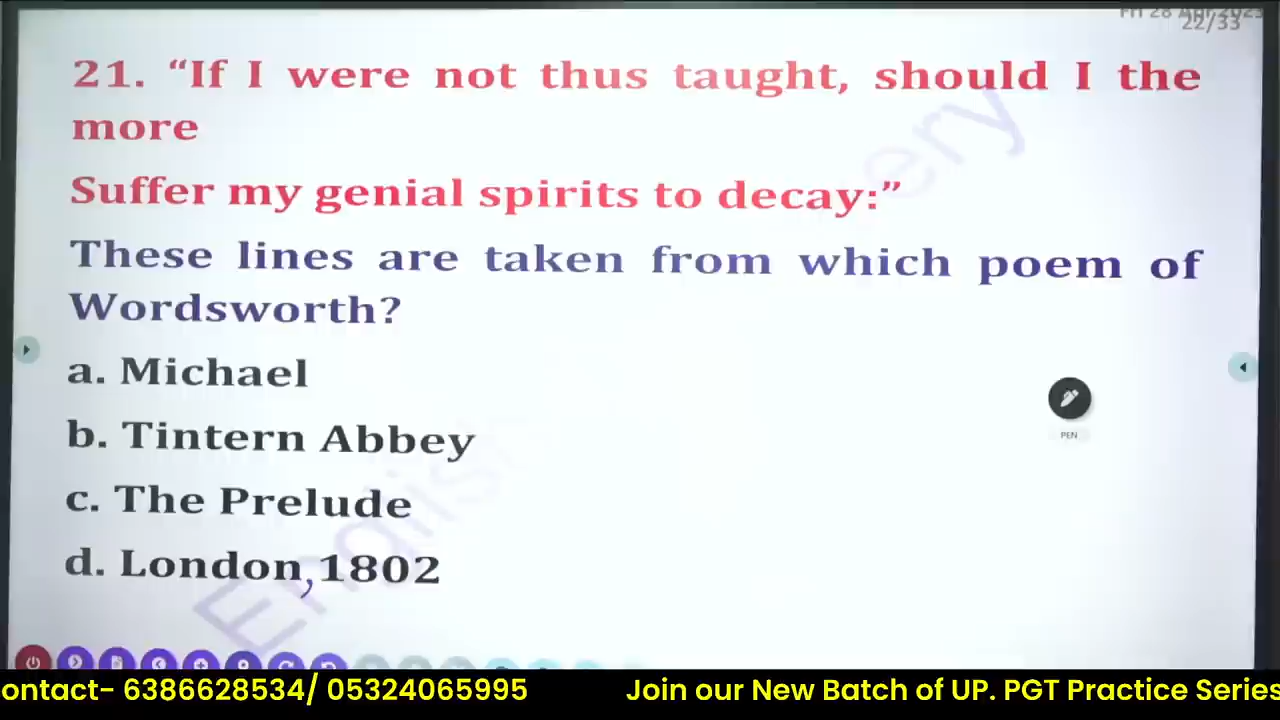 22/33
21. “If I were not thus taught, should I the
more
Suffer my genial spirits to decay:”
These lines are taken from which poem of
Wordsworth?
a. Michael
b. Tintern Abbey
c. The Prelude
d. London,1802
PEN
ontact- 6386628534/ 05324065995 Join our New Batch of UP. PGT Practice Series